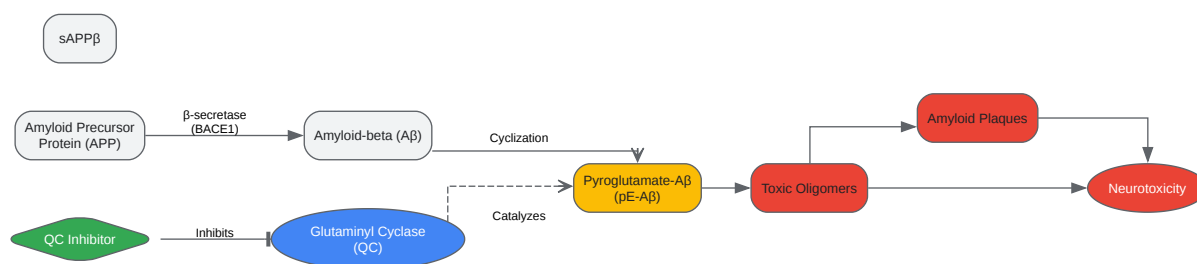 sAPPβ
Amyloid Precursor
Protein (APP)
β-secretase
(BACE1)
Amyloid-beta (Aβ)
Cyclization
Pyroglutamate-Aβ
(pE-Aβ)
Toxic Oligomers
Amyloid Plaques
Neurotoxicity
QC Inhibitor
Inhibits
Glutaminyl Cyclase
(QC)
Catalyzes